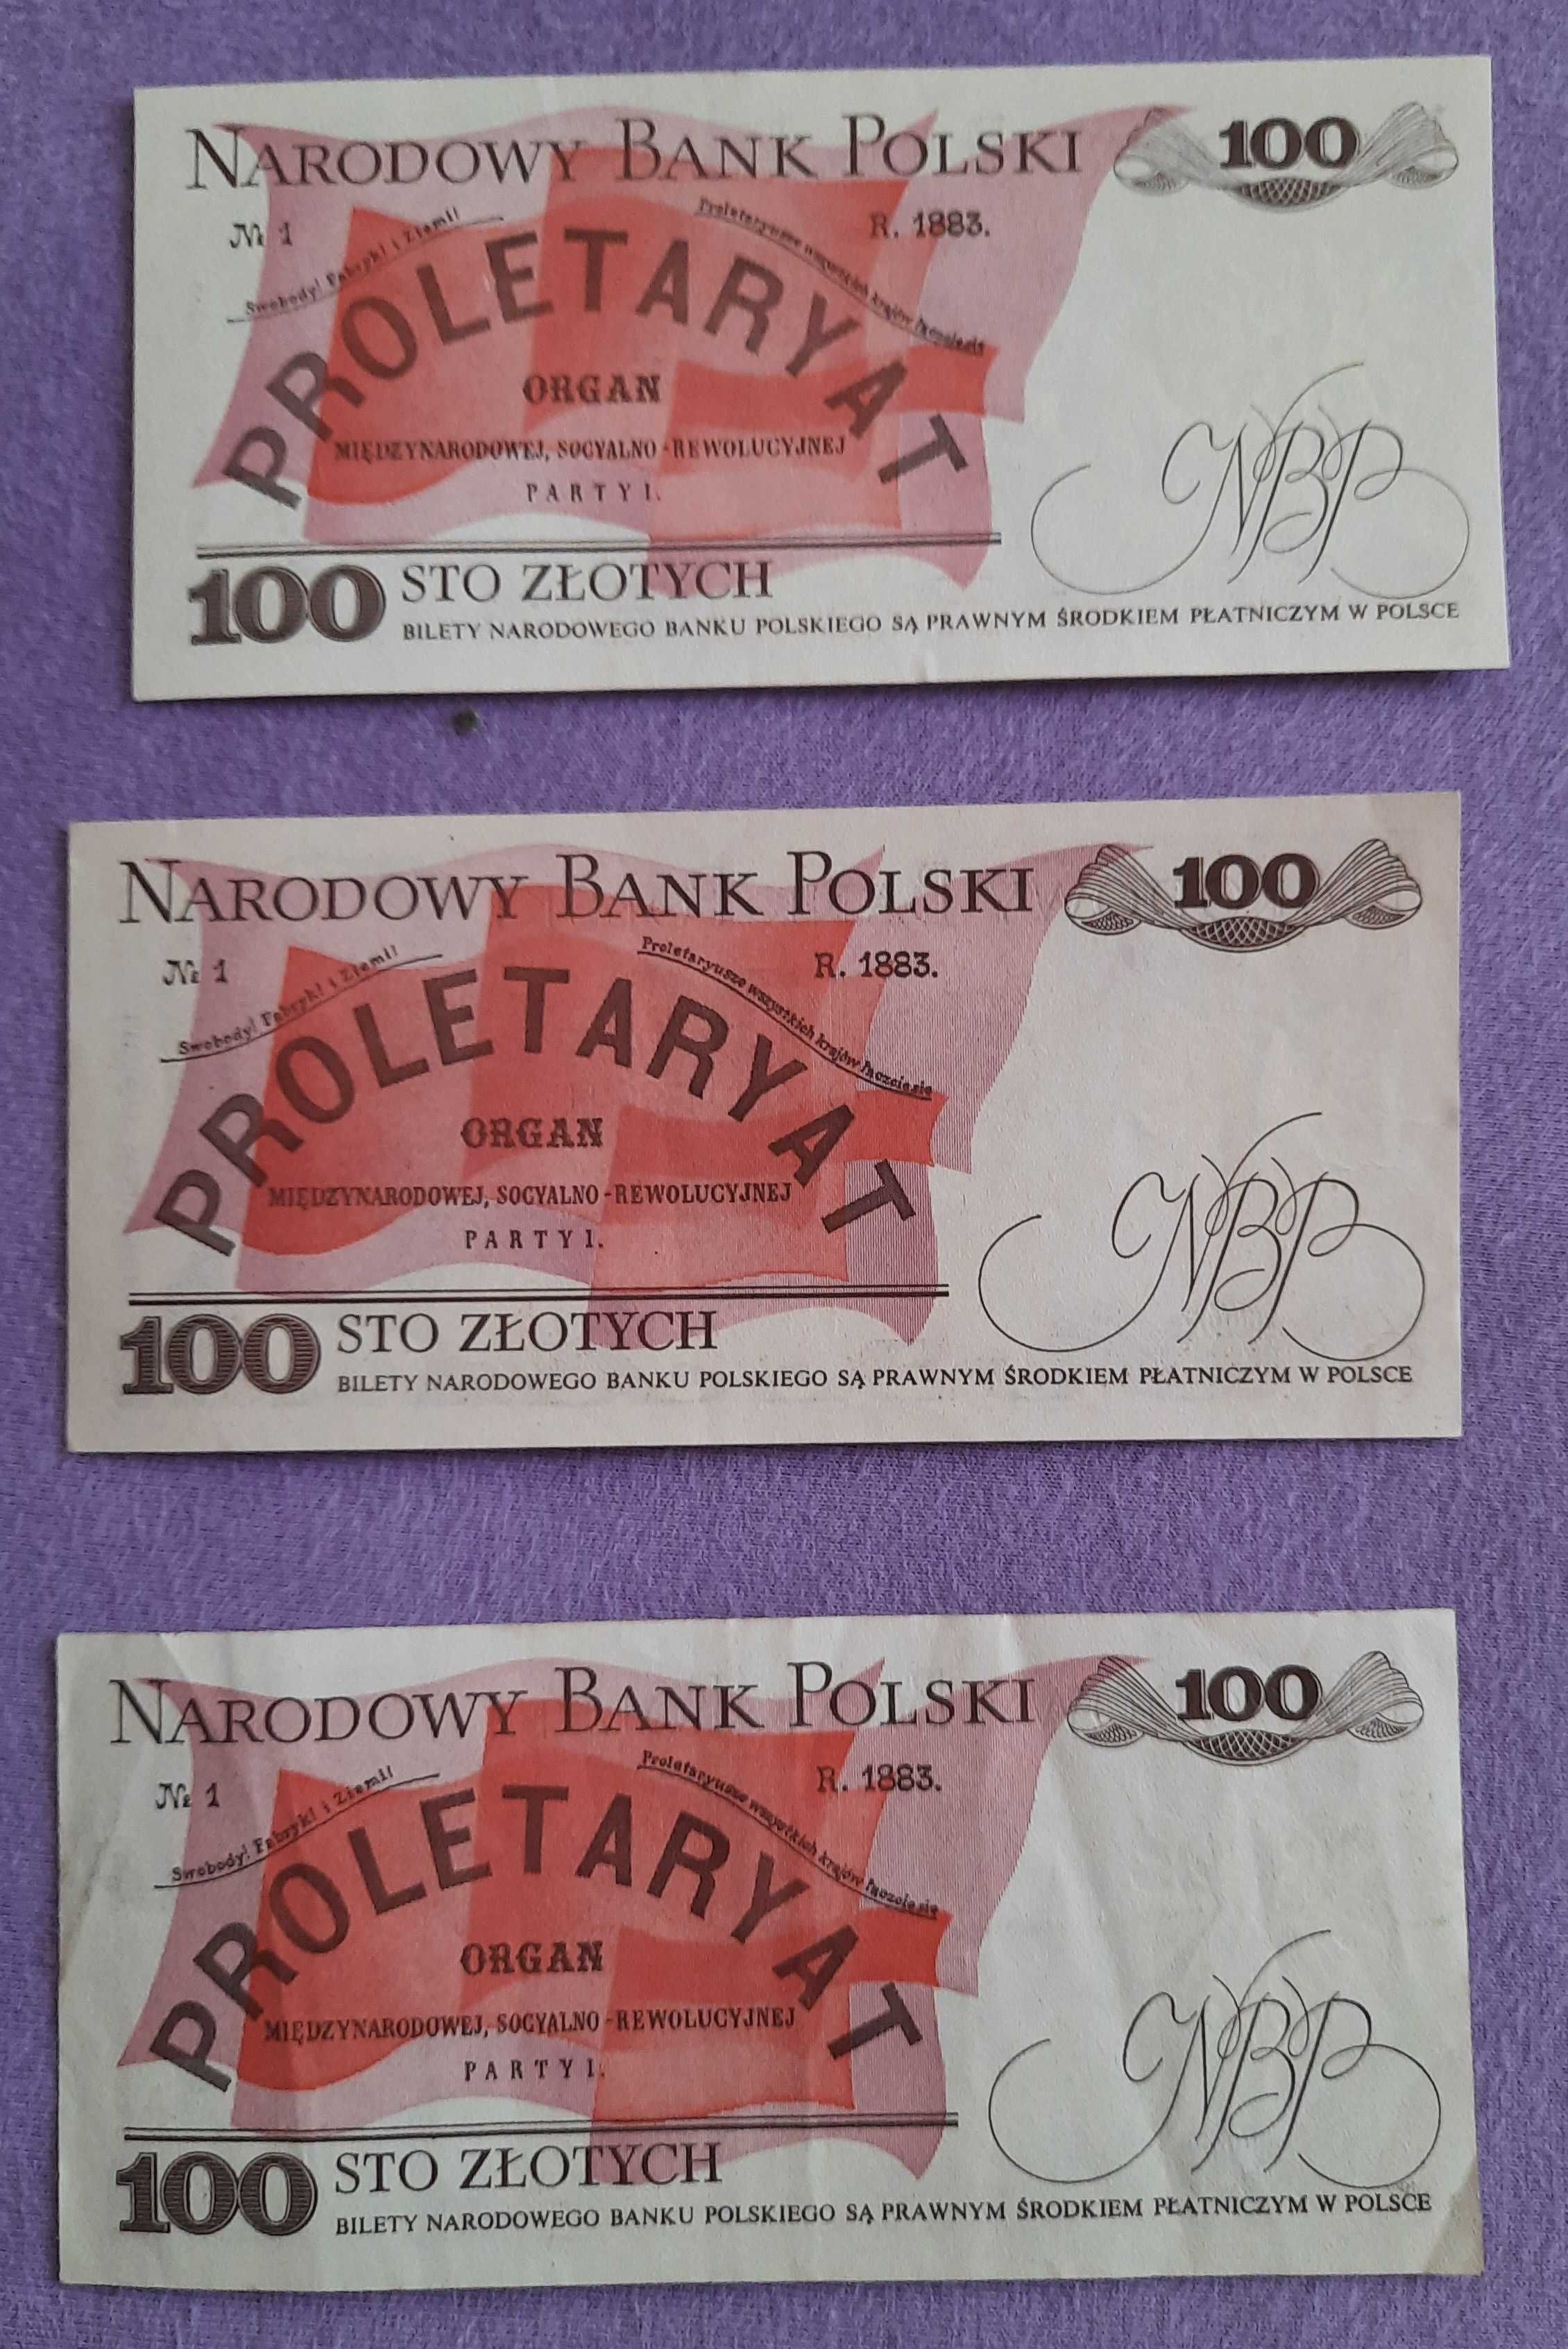 NARODOWY BANK POLSKI 100
№ 1 Swobody! Fabryk! i Ziemi! Proletaryusze wszystkich krajów łączcie się R. 1883.
PROLETARYAT
ORGAN
MIĘDZYNARODOWEJ, SOCYALNO-REWOLUCYJNEJ
PARTYI.
NBP
100 STO ZŁOTYCH
BILETY NARODOWEGO BANKU POLSKIEGO SĄ PRAWNYM ŚRODKIEM PŁATNICZYM W POLSCE
NARODOWY BANK POLSKI 100
№ 1 Swobody! Fabryk! i Ziemi! Proletaryusze wszystkich krajów łączcie się R. 1883.
PROLETARYAT
ORGAN
MIĘDZYNARODOWEJ, SOCYALNO-REWOLUCYJNEJ
PARTYI.
NBP
100 STO ZŁOTYCH
BILETY NARODOWEGO BANKU POLSKIEGO SĄ PRAWNYM ŚRODKIEM PŁATNICZYM W POLSCE
NARODOWY BANK POLSKI 100
№ 1 Swobody! Fabryk! i Ziemi! Proletaryusze wszystkich krajów łączcie się R. 1883.
PROLETARYAT
ORGAN
MIĘDZYNARODOWEJ, SOCYALNO-REWOLUCYJNEJ
PARTYI.
NBP
100 STO ZŁOTYCH
BILETY NARODOWEGO BANKU POLSKIEGO SĄ PRAWNYM ŚRODKIEM PŁATNICZYM W POLSCE